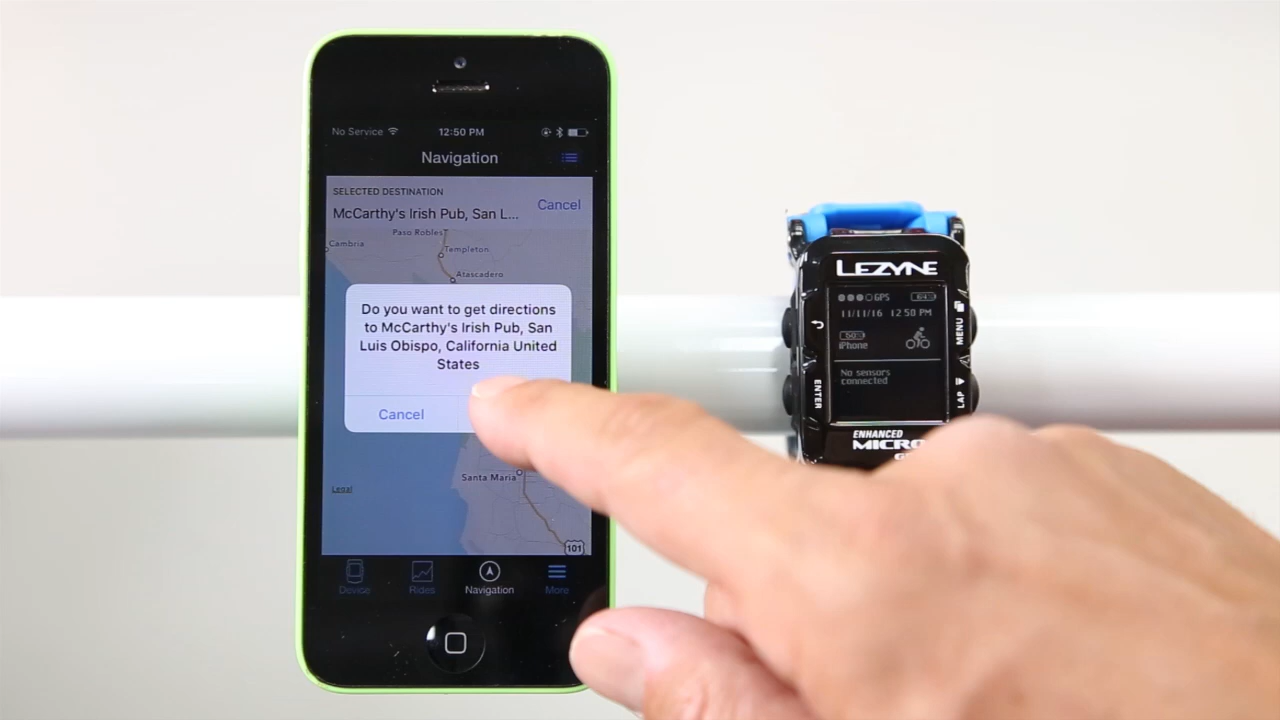 No Service
12:50 PM
Navigation
SELECTED DESTINATION
McCarthy's Irish Pub, San L...
Cancel
Paso Robles
Cambria
Templeton
Atascadero
Do you want to get directions
to McCarthy's Irish Pub, San
Luis Obispo, California United
States
Cancel
Santa Maria
Legal
101
Device
Rides
Navigation
More
LEZYNE
GPS
11/11/16 12:50 PM
iPhone
No sensors
connected
ENTER
MENU
LAP
ENHANCED
MICRO